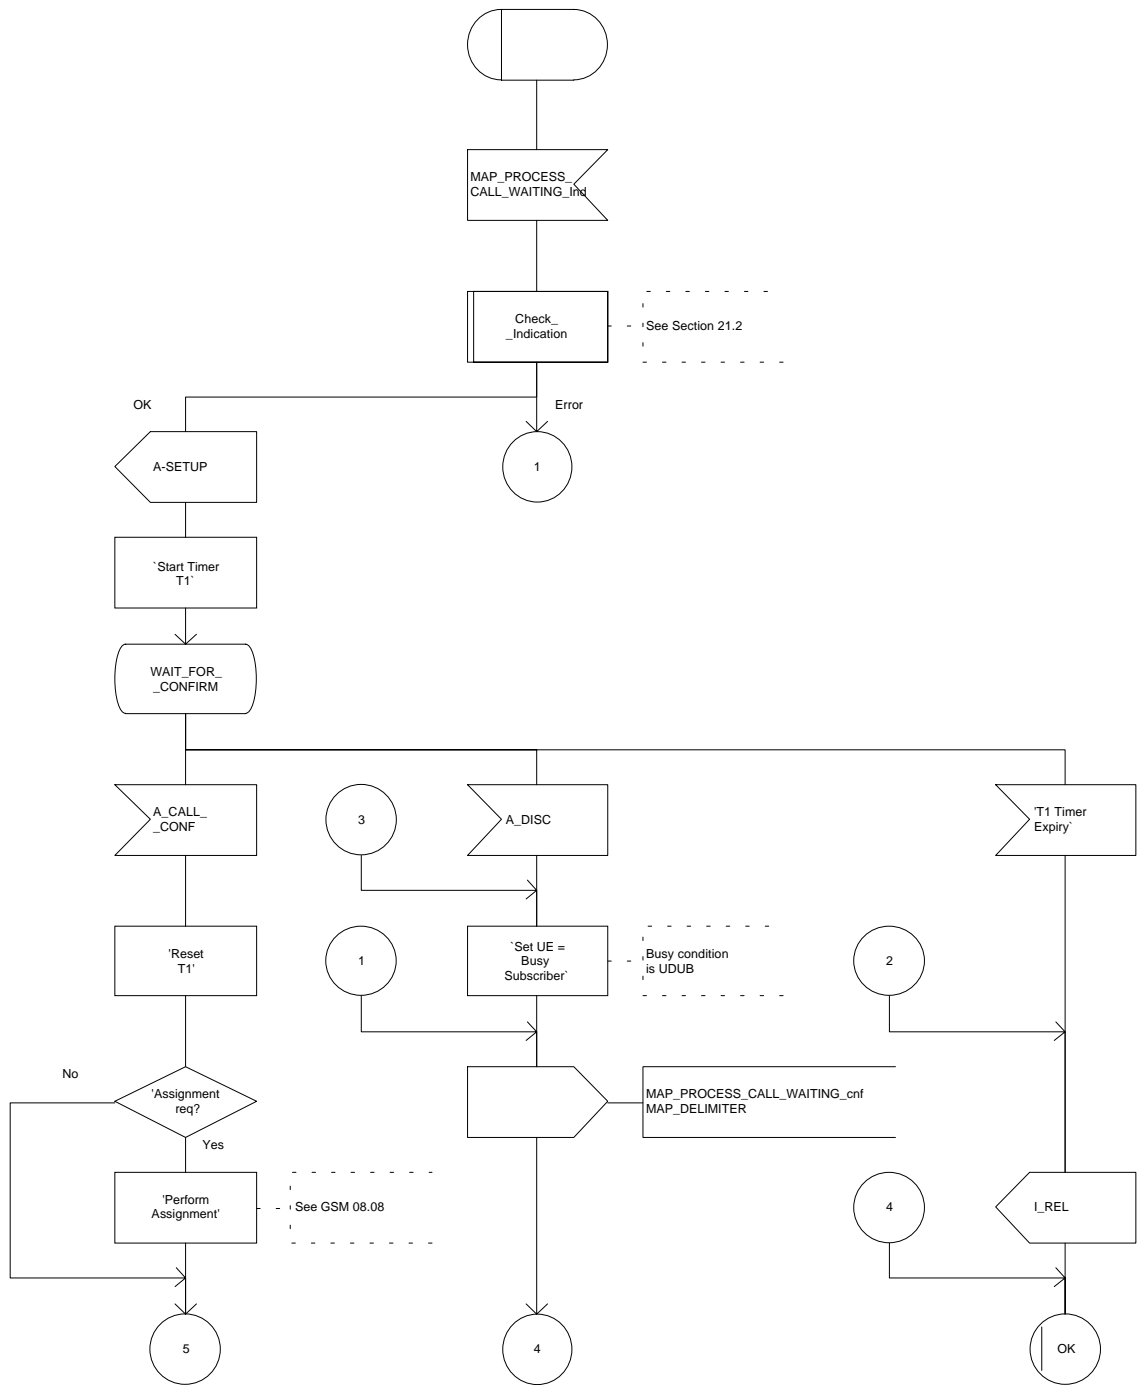 MAP_PROCESS_
CALL_WAITING_Ind
Check_
_Indication
See Section 21.2
OK
Error
A-SETUP
1
`Start Timer
T1`
WAIT_FOR_
_CONFIRM
A_CALL_
_CONF
3
A_DISC
'T1 Timer
Expiry`
'Reset
T1'
1
`Set UE =
Busy
Subscriber`
Busy condition
is UDUB
2
No
'Assignment
req?
MAP_PROCESS_CALL_WAITING_cnf
MAP_DELIMITER
Yes
'Perform
Assignment'
See GSM 08.08
4
I_REL
5
4
OK